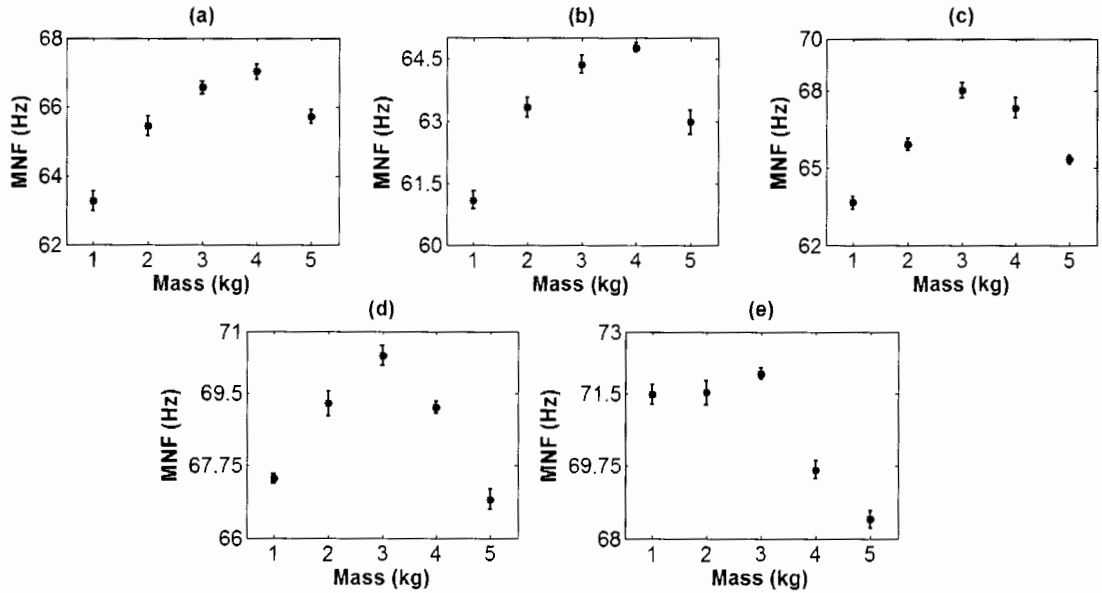 (a)
MNF (Hz)
68
66
64
62
1 2 3 4 5
Mass (kg)
(b)
MNF (Hz)
64.5
63
61.5
60
1 2 3 4 5
Mass (kg)
(c)
MNF (Hz)
70
68
65
62
1 2 3 4 5
Mass (kg)
(d)
MNF (Hz)
71
69.5
67.75
66
1 2 3 4 5
Mass (kg)
(e)
MNF (Hz)
73
71.5
69.75
68
1 2 3 4 5
Mass (kg)